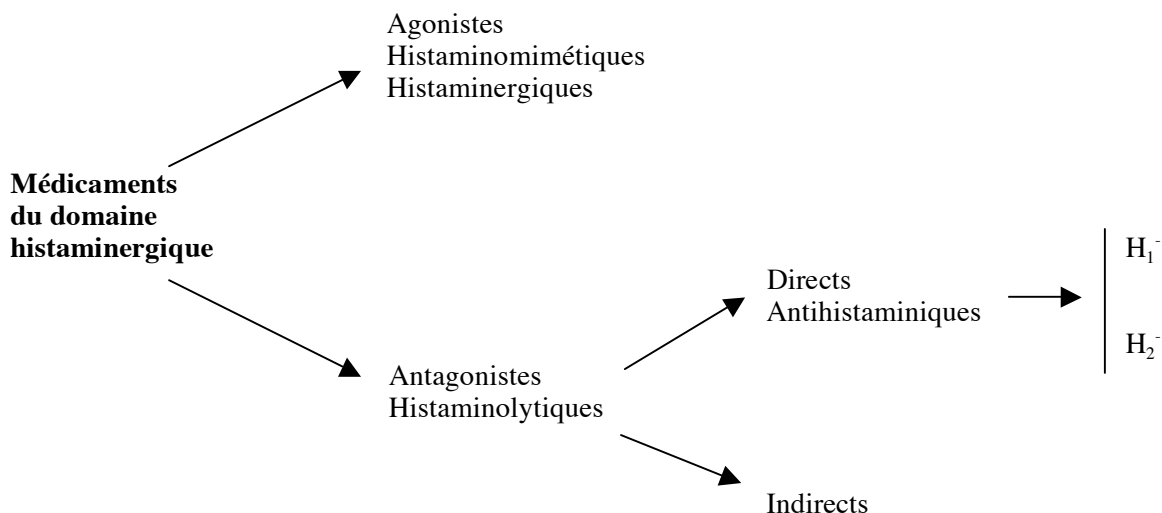 Agonistes
Histaminomimétiques
Histaminergiques
Médicaments
du domaine
histaminergique
Directs
Antihistaminiques
H₁⁻
H₂⁻
Antagonistes
Histaminolytiques
Indirects